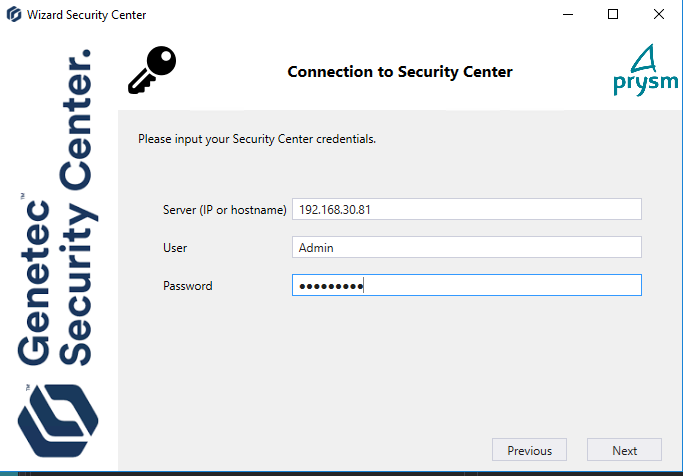 Wizard Security Center
Connection to Security Center
prysm
Genetec™
Security Center.
™
Please input your Security Center credentials.
Server (IP or hostname) 192.168.30.81
User Admin
Password ●●●●●●●●●
Previous Next